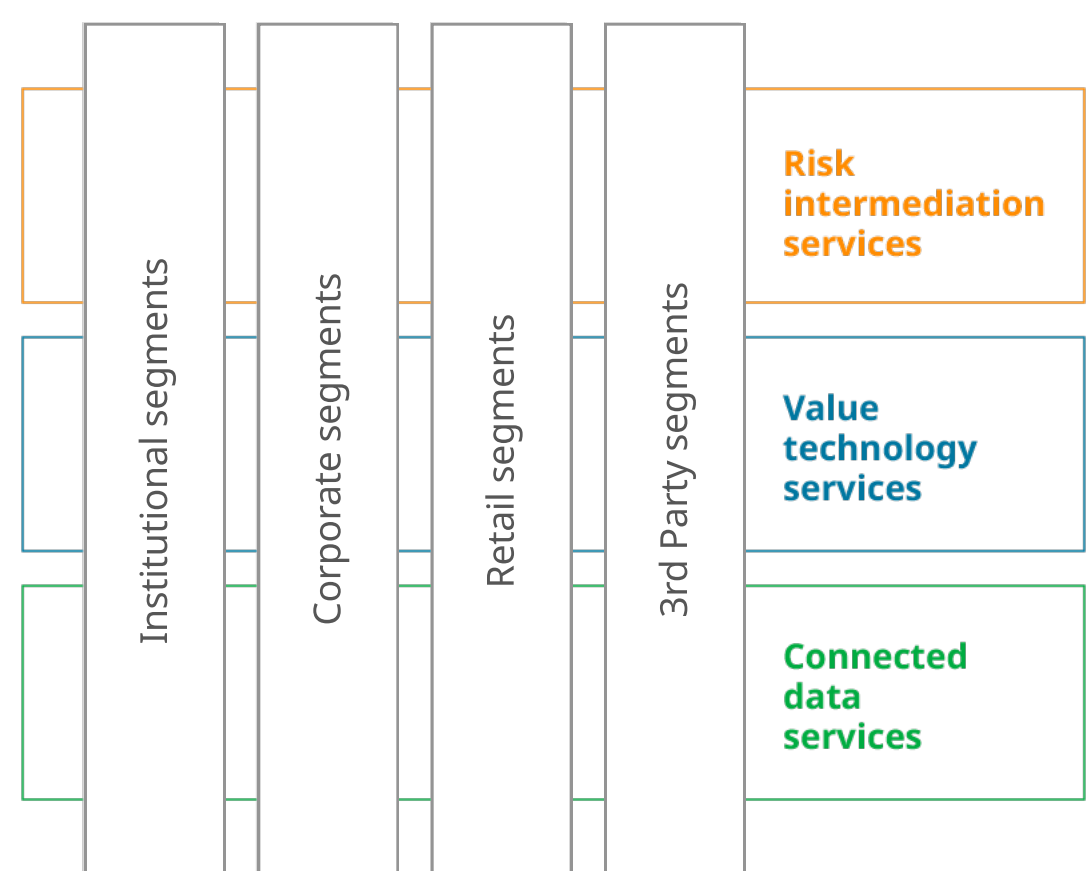 Institutional segments
Corporate segments
Retail segments
3rd Party segments
Risk
intermediation
services
Value
technology
services
Connected
data
services